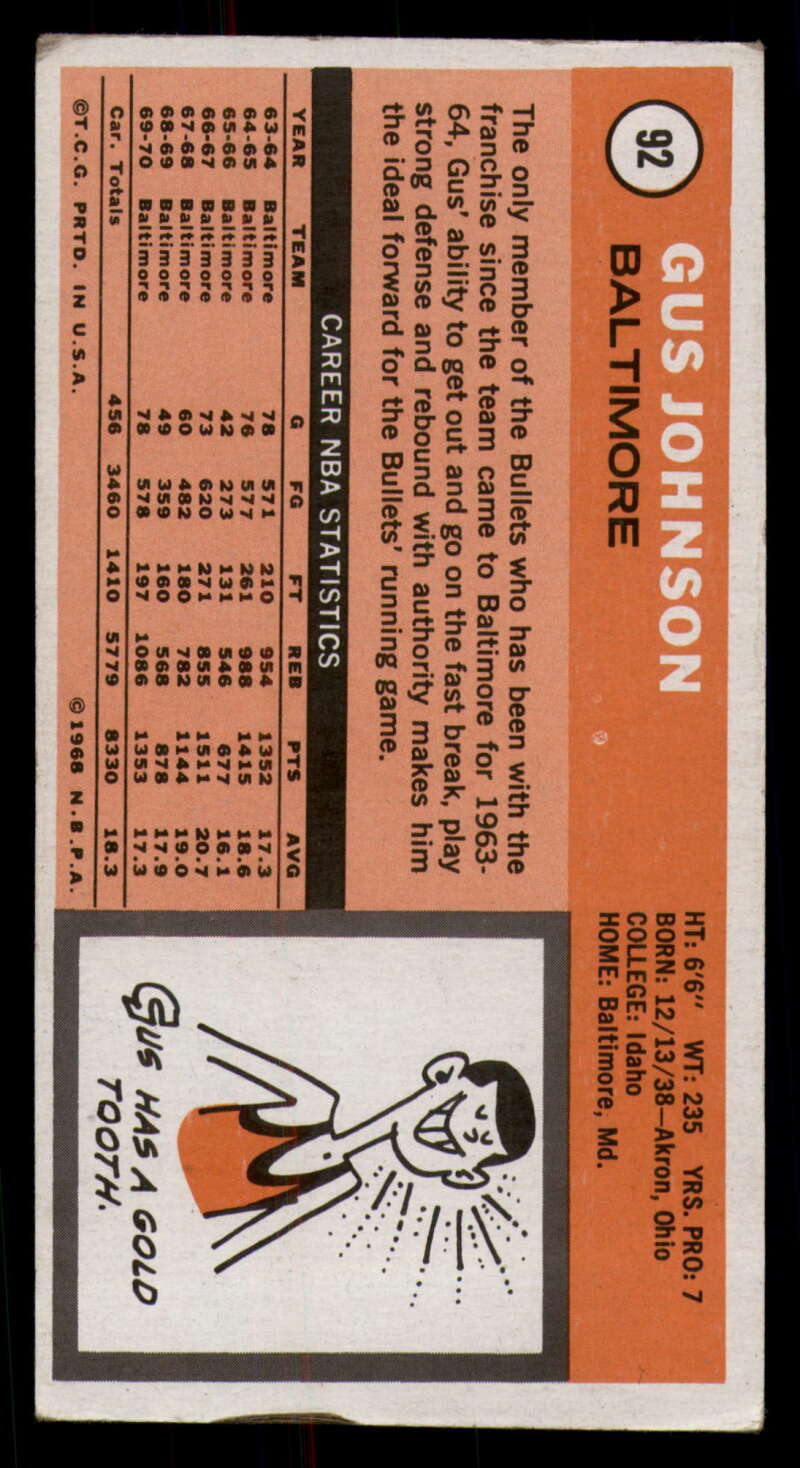 92
GUS JOHNSON
BALTIMORE
HT: 6'6" WT: 235 YRS. PRO: 7
BORN: 12/13/38—Akron, Ohio
COLLEGE: Idaho
HOME: Baltimore, Md.
The only member of the Bullets who has been with the
franchise since the team came to Baltimore for 1963-
64, Gus' ability to get out and go on the fast break, play
strong defense and rebound with authority makes him
the ideal forward for the Bullets' running game.
CAREER NBA STATISTICS
YEAR TEAM G FG FT REB PTS AVG
63-64 Baltimore 78 571 210 954 1352 17.3
64-65 Baltimore 76 577 261 988 1415 18.6
65-66 Baltimore 42 273 131 546 677 16.1
66-67 Baltimore 73 620 271 855 1511 20.7
67-68 Baltimore 60 482 180 782 1144 19.0
68-69 Baltimore 49 359 160 568 878 17.9
69-70 Baltimore 78 578 197 1086 1353 17.3
Car. Totals 456 3460 1410 5779 8330 18.3
©T.C.G. PRTD. IN U.S.A. ©1968 N.B.P.A.
GUS HAS A GOLD
TOOTH.